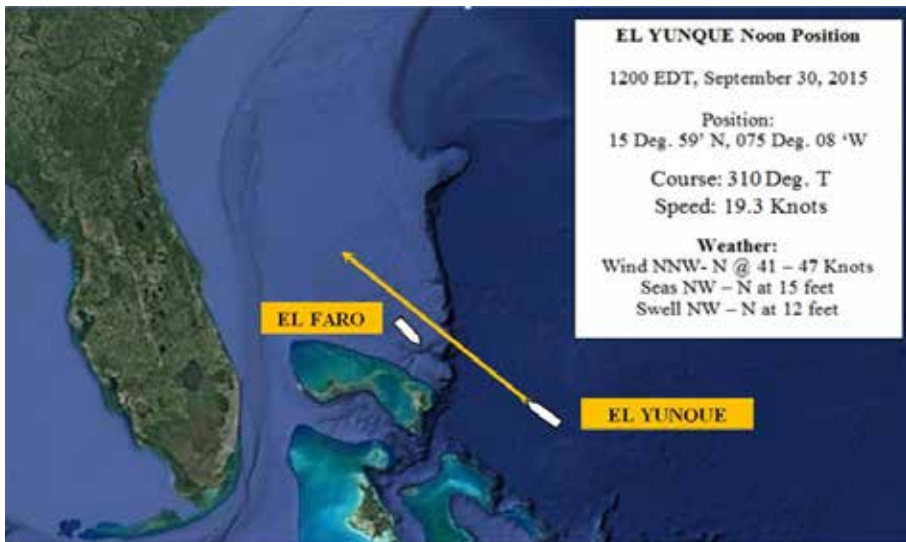 EL YUNQUE Noon Position
1200 EDT, September 30, 2015
Position:
15 Deg. 59’ N, 075 Deg. 08 ‘W
Course: 310 Deg. T
Speed: 19.3 Knots
Weather:
Wind NNW- N @ 41 – 47 Knots
Seas NW – N at 15 feet
Swell NW – N at 12 feet
EL FARO
EL YUNQUE